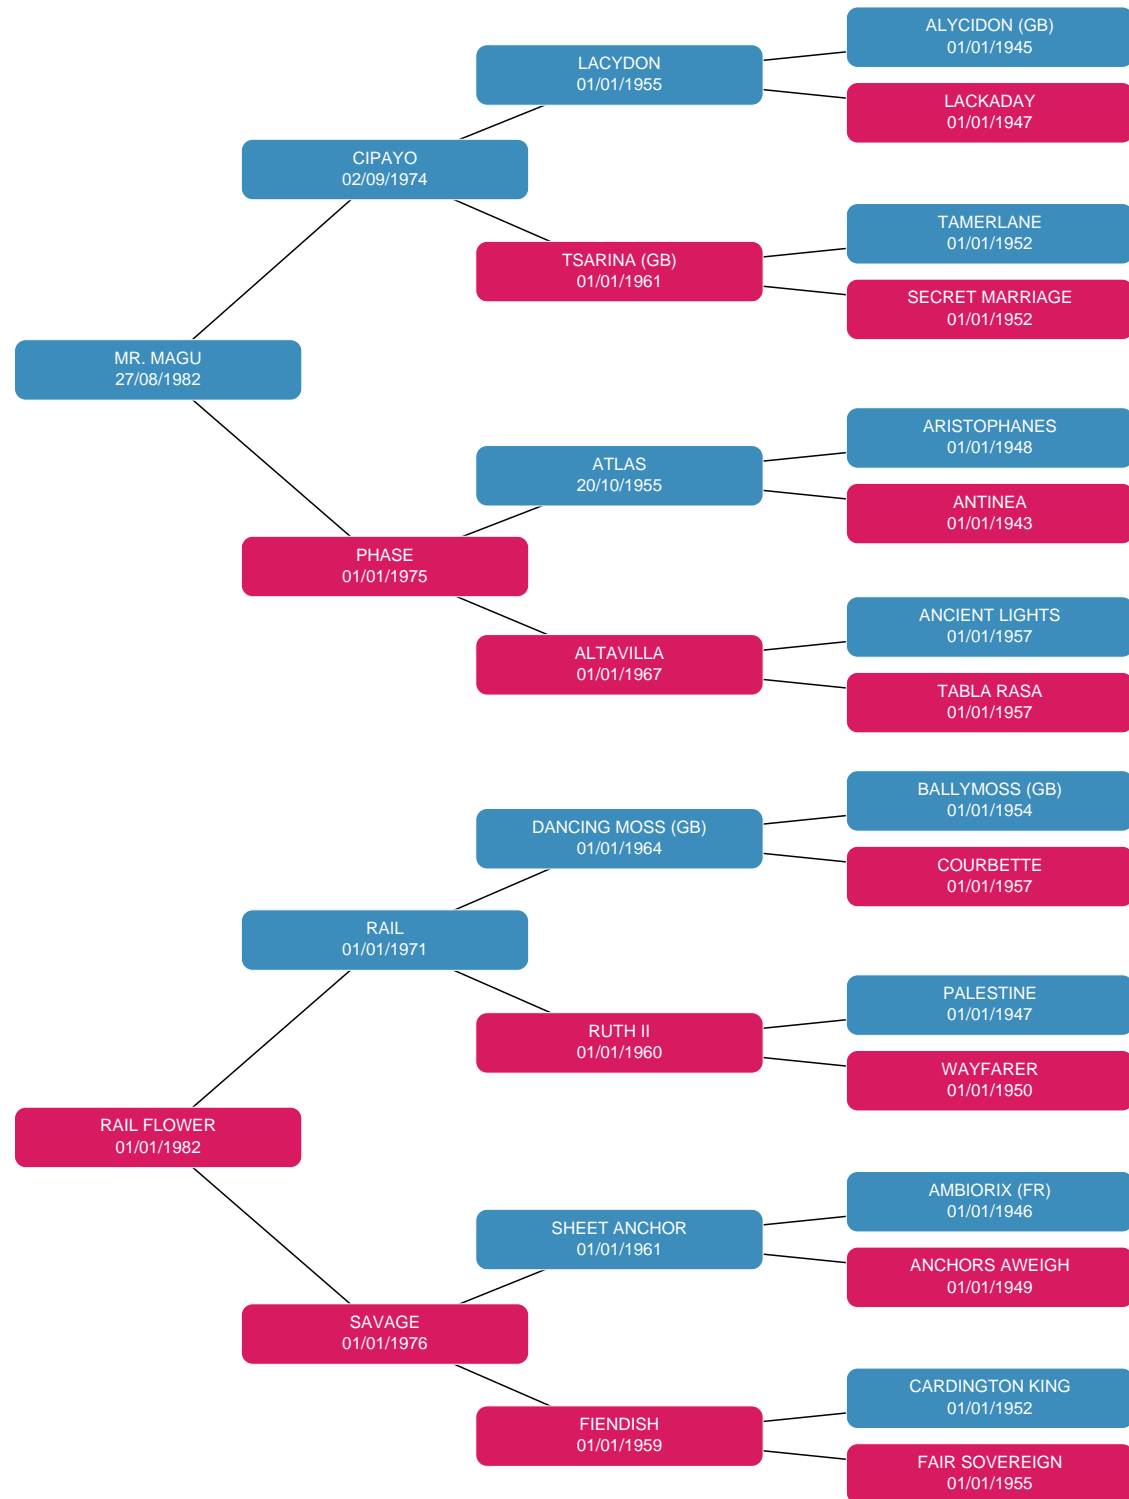 ALYCIDON (GB)
01/01/1945
LACYDON
01/01/1955
LACKADAY
01/01/1947
CIPAYO
02/09/1974
TAMERLANE
01/01/1952
TSARINA (GB)
01/01/1961
SECRET MARRIAGE
01/01/1952
MR. MAGU
27/08/1982
ARISTOPHANES
01/01/1948
ATLAS
20/10/1955
ANTINEA
01/01/1943
PHASE
01/01/1975
ANCIENT LIGHTS
01/01/1957
ALTAVILLA
01/01/1967
TABLA RASA
01/01/1957
BALLYMOSS (GB)
01/01/1954
DANCING MOSS (GB)
01/01/1964
COURBETTE
01/01/1957
RAIL
01/01/1971
PALESTINE
01/01/1947
RUTH II
01/01/1960
WAYFARER
01/01/1950
RAIL FLOWER
01/01/1982
AMBIORIX (FR)
01/01/1946
SHEET ANCHOR
01/01/1961
ANCHORS AWEIGH
01/01/1949
SAVAGE
01/01/1976
CARDINGTON KING
01/01/1952
FIENDISH
01/01/1959
FAIR SOVEREIGN
01/01/1955